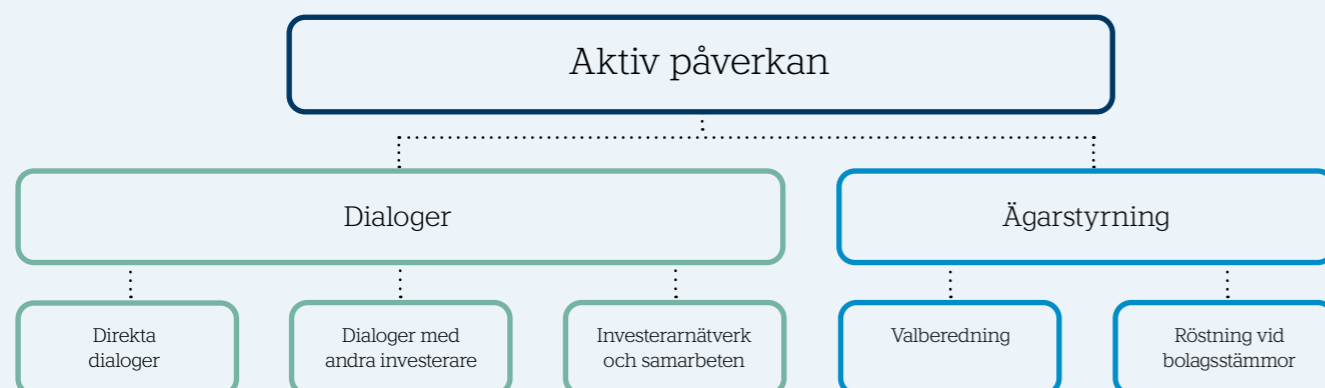 Aktiv påverkan
Dialoger
Ägarstyrning
Direkta
dialoger
Dialoger med
andra investerare
Investerarnätverk
och samarbeten
Valberedning
Röstning vid
bolagsstämmor